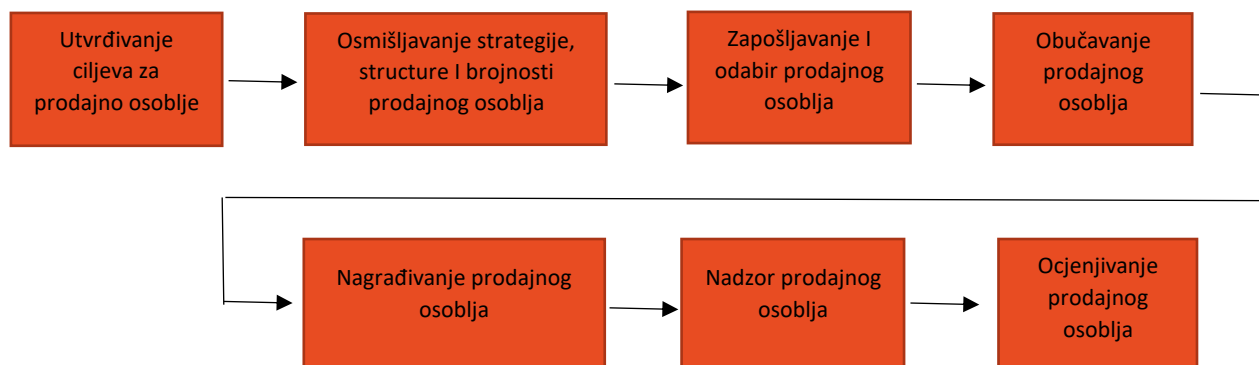 Utvrđivanje
ciljeva za
prodajno osoblje
Osmišljavanje strategije,
structure I brojnosti
prodajnog osoblja
Zapošljavanje I
odabir prodajnog
osoblja
Obučavanje
prodajnog
osoblja
Nagrađivanje prodajnog
osoblja
Nadzor prodajnog
osoblja
Ocjenjivanje
prodajnog
osoblja